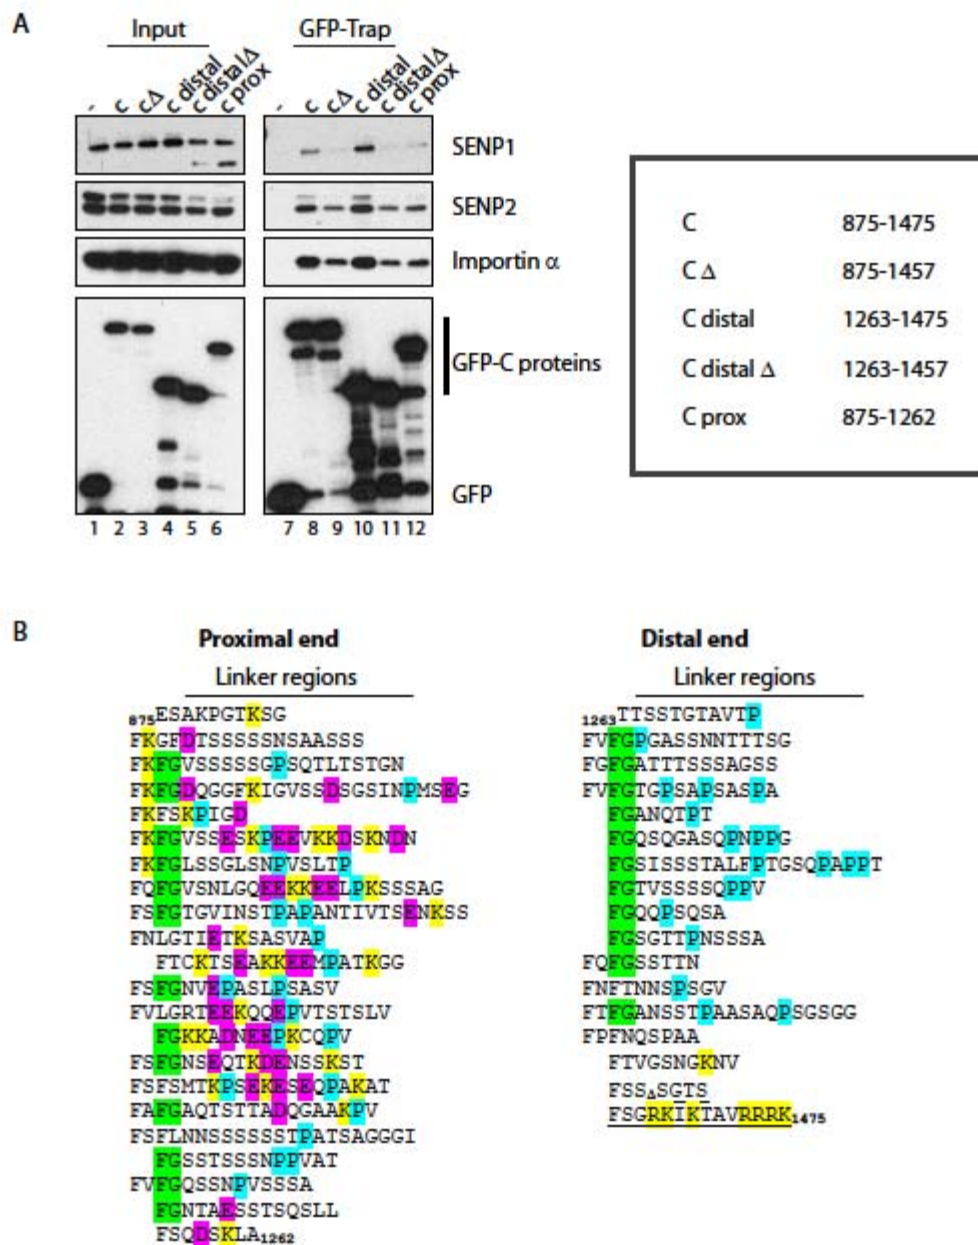 A
Input
GFP-Trap
- C CΔ C distal C distal Δ C prox
- C CΔ C distal C distal Δ C prox
SENP1
SENP2
Importin α
GFP-C proteins
GFP
1 2 3 4 5 6
7 8 9 10 11 12
C 875-1475
C Δ 875-1457
C distal 1263-1475
C distal Δ 1263-1457
C prox 875-1262
B
Proximal end
Linker regions
875ESAKPGTKSG
FKGFDTSSSSSNSAASSS
FKFGVSSSSSGPSQTLTSTGN
FKFGDQGGFKIGVSSDSGSINPMSEG
FKFSKPIGD
FKFGVSSESKPEEVKKDSKNDN
FKFGLSSGLSNPVSLTP
FQFGVSNLGQEEKKEELPKSSSAG
FSFGTGVINSTPAPANTIVTSENKSS
FNLGTIETKSASVAP
FTCKTSEAKKEEMPATKGG
FSFGNVEPASLPSASV
FVLGRTEEKQQEPVTSTSLV
FGKKADNEEPKCQPV
FSFGNSEQTKDENSSKST
FSFSMTKPSEKESEQPAKAT
FAFGAQTSTTADQGAAKPV
FSFLNNSSSSSSTPATSAGGGI
FGSSTSSSNPPVAT
FVFGQSSNPVSSSA
FGNTAESSTSQSLL
FSQDSKLA1262
Distal end
Linker regions
1263TTSSTGTAVTP
FVFGPGASSNNTTTSG
FGFGATTTSSSAGSS
FVFGTGPSAPSASPA
FGANQTPT
FGQSQGASQPNPPG
FGSISSSTALFPTGSQPAPPT
FGTVSSSSQPPV
FGQQPSQSA
FGSGTTPNSSSA
FQFGSSTTN
FNFTNNSPSGV
FTFGANSSTPAASAQPSGSGG
FPFNQSPAA
FTVGSNGKNV
FSSΔSGTS
FSGRKIKTAVRRRK1475